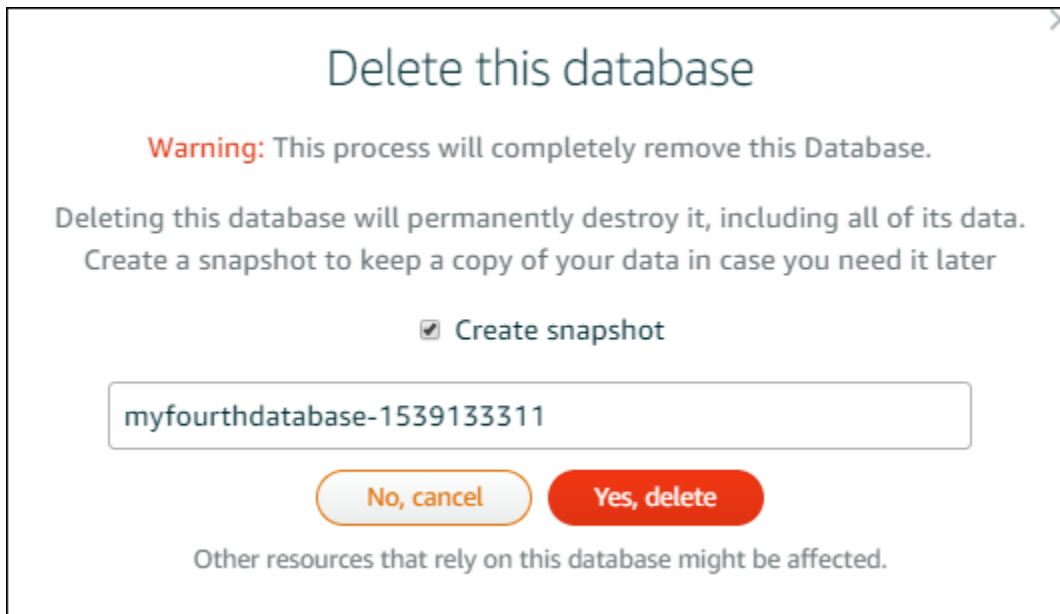 Delete this database
Warning: This process will completely remove this Database.
Deleting this database will permanently destroy it, including all of its data.
Create a snapshot to keep a copy of your data in case you need it later
Create snapshot
myfourthdatabase-1539133311
No, cancel
Yes, delete
Other resources that rely on this database might be affected.